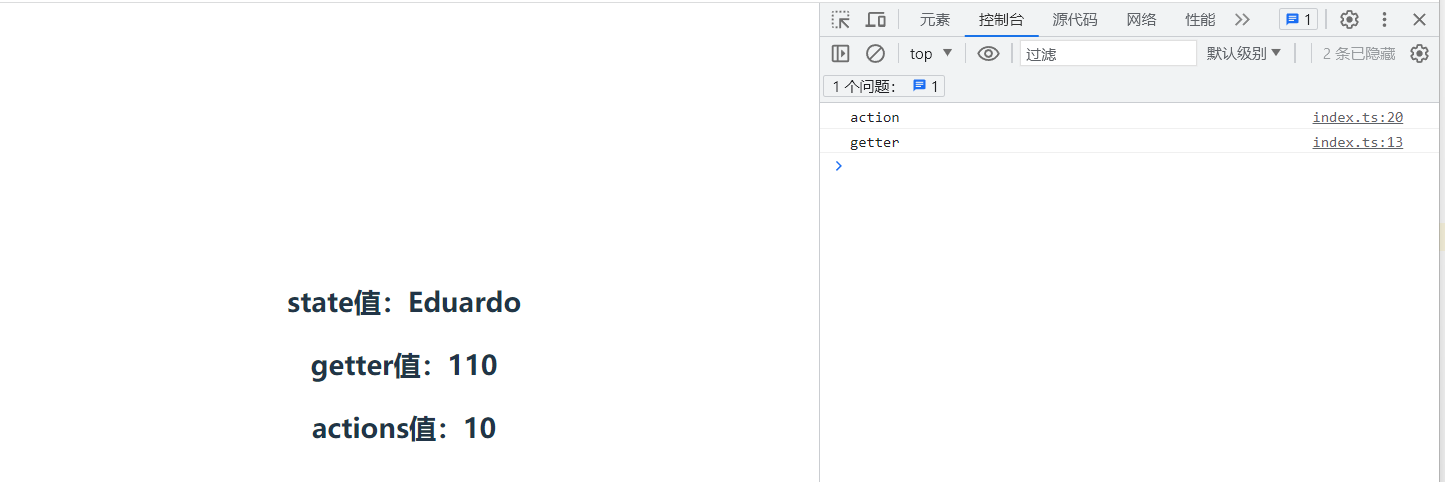 state值：Eduardo
getter值：110
actions值：10
元素 控制台 源代码 网络 性能 1
top 过滤 默认级别 2 条已隐藏
1 个问题： 1
action index.ts:20
getter index.ts:13